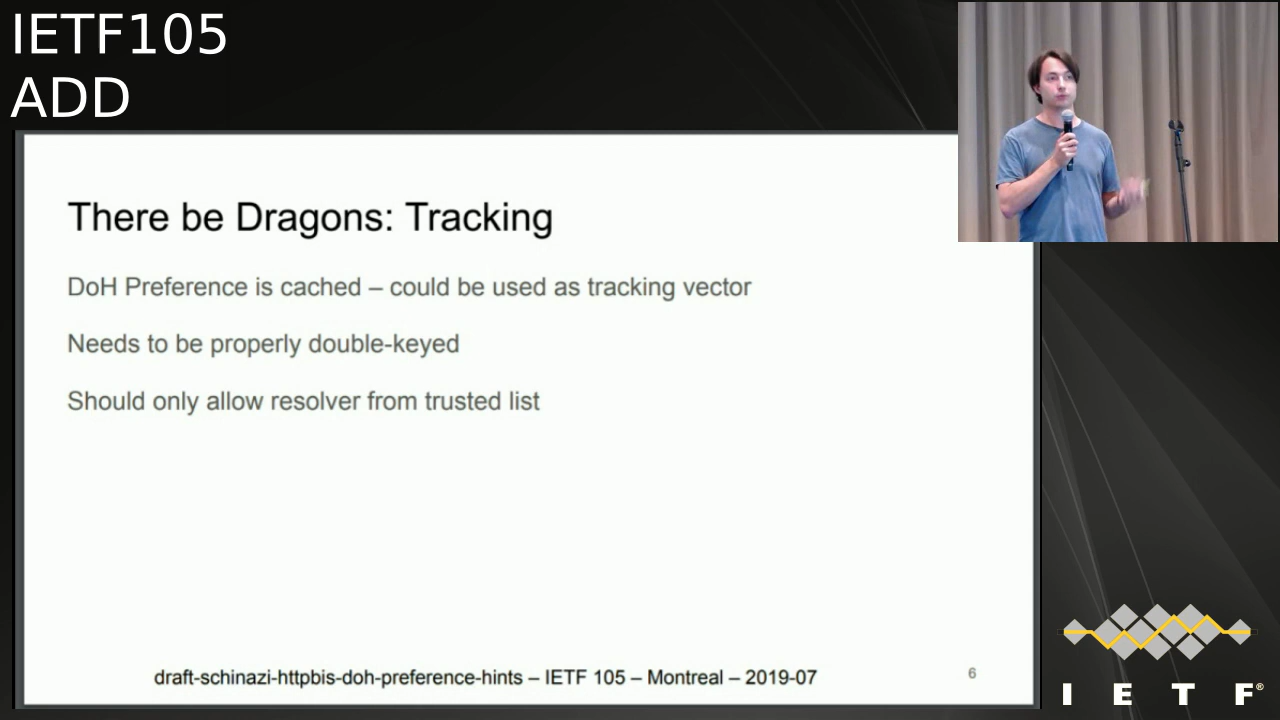 IETF105
ADD
There be Dragons: Tracking
DoH Preference is cached – could be used as tracking vector
Needs to be properly double-keyed
Should only allow resolver from trusted list
draft-schinazi-httpbis-doh-preference-hints – IETF 105 – Montreal – 2019-07
6
I E T F®